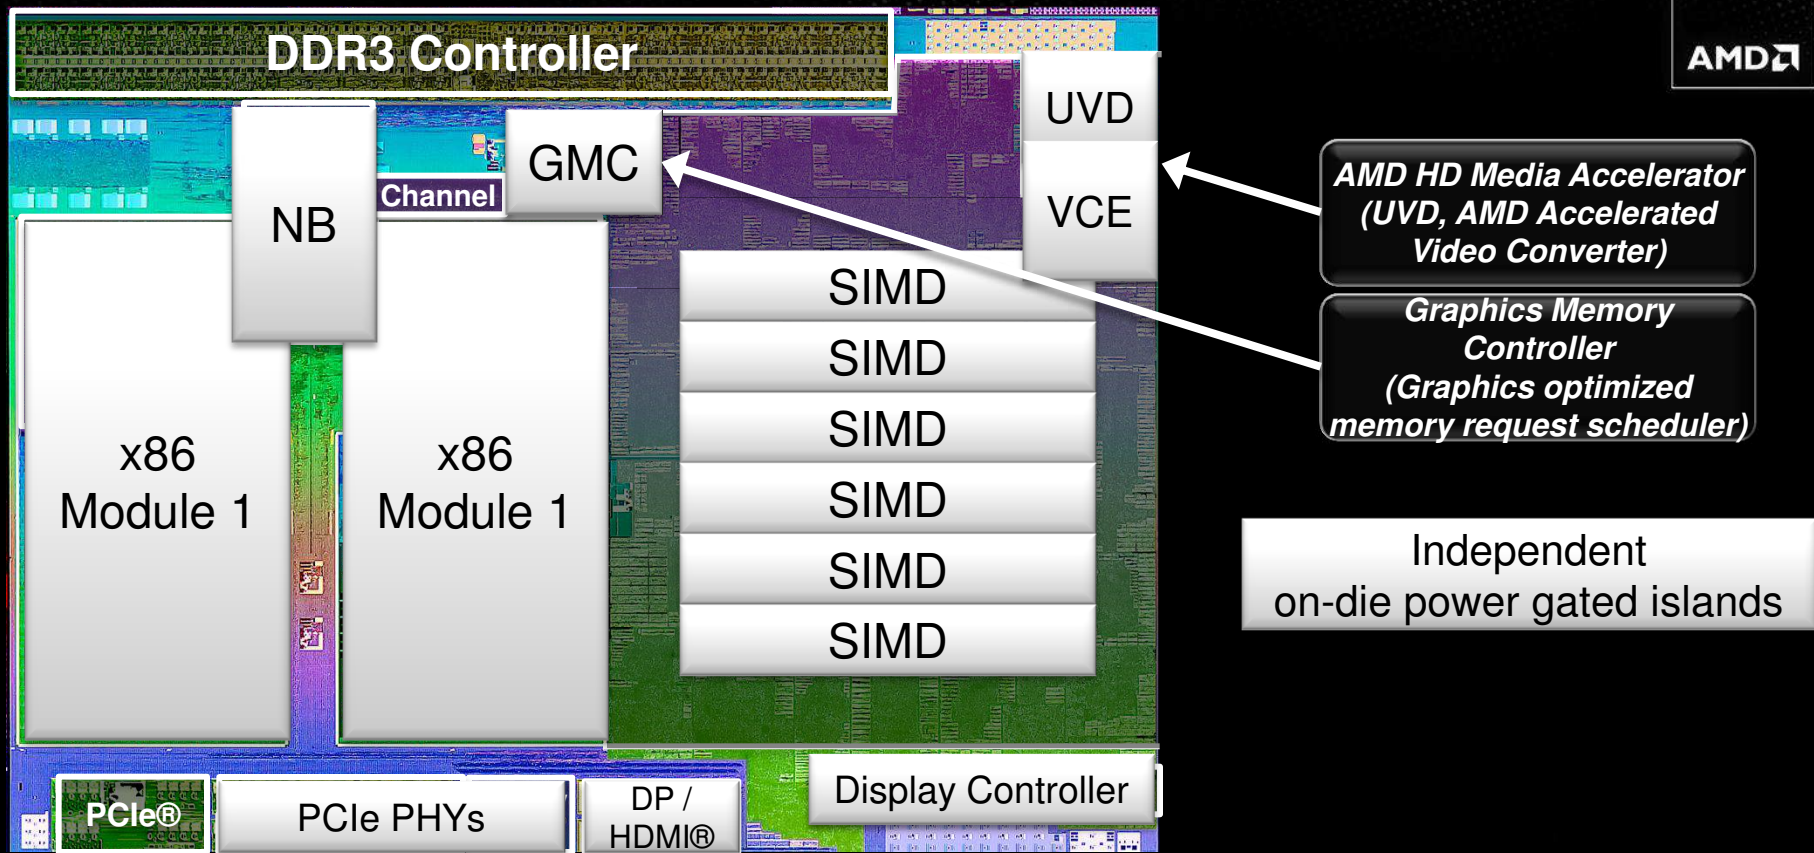 DDR3 Controller
AMD
UVD
GMC
Channel
NB
VCE
AMD HD Media Accelerator
(UVD, AMD Accelerated
Video Converter)
SIMD
Graphics Memory
Controller
(Graphics optimized
memory request scheduler)
SIMD
SIMD
x86
Module 1
x86
Module 1
SIMD
SIMD
SIMD
Independent
on-die power gated islands
PCIe®
PCIe PHYs
DP /
HDMI®
Display Controller